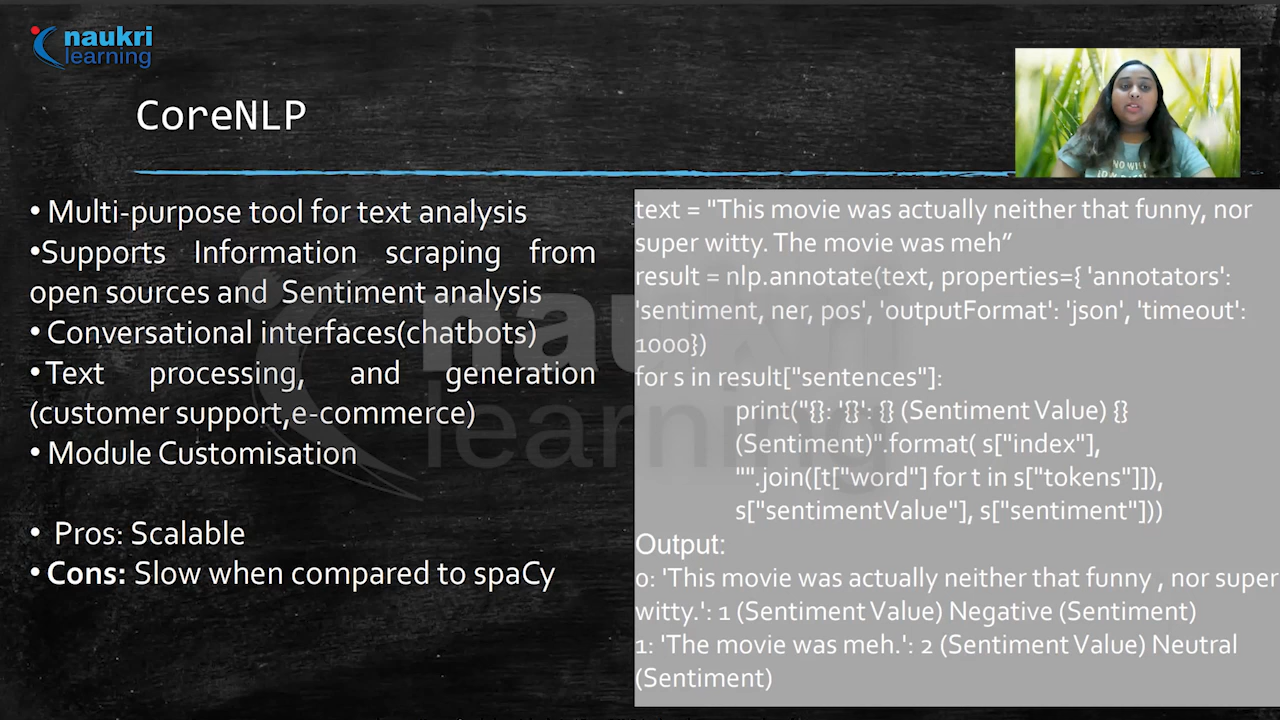 naukri
learning
CoreNLP
NO WI
• Multi-purpose tool for text analysis
•Supports Information scraping from
open sources and Sentiment analysis
• Conversational interfaces(chatbots)
• Text processing, and generation
(customer support,e-commerce)
• Module Customisation
• Pros: Scalable
• Cons: Slow when compared to spaCy
text = "This movie was actually neither that funny, nor
super witty. The movie was meh”
result = nlp.annotate(text, properties={ 'annotators':
'sentiment, ner, pos', 'outputFormat': 'json', 'timeout':
1000})
for s in result["sentences"]:
print("{}: '{}': {} (Sentiment Value) {}
(Sentiment)".format( s["index"],
"".join([t["word"] for t in s["tokens"]]),
s["sentimentValue"], s["sentiment"]))
Output:
0: 'This movie was actually neither that funny , nor super
witty.': 1 (Sentiment Value) Negative (Sentiment)
1: 'The movie was meh.': 2 (Sentiment Value) Neutral
(Sentiment)
naukri
learning